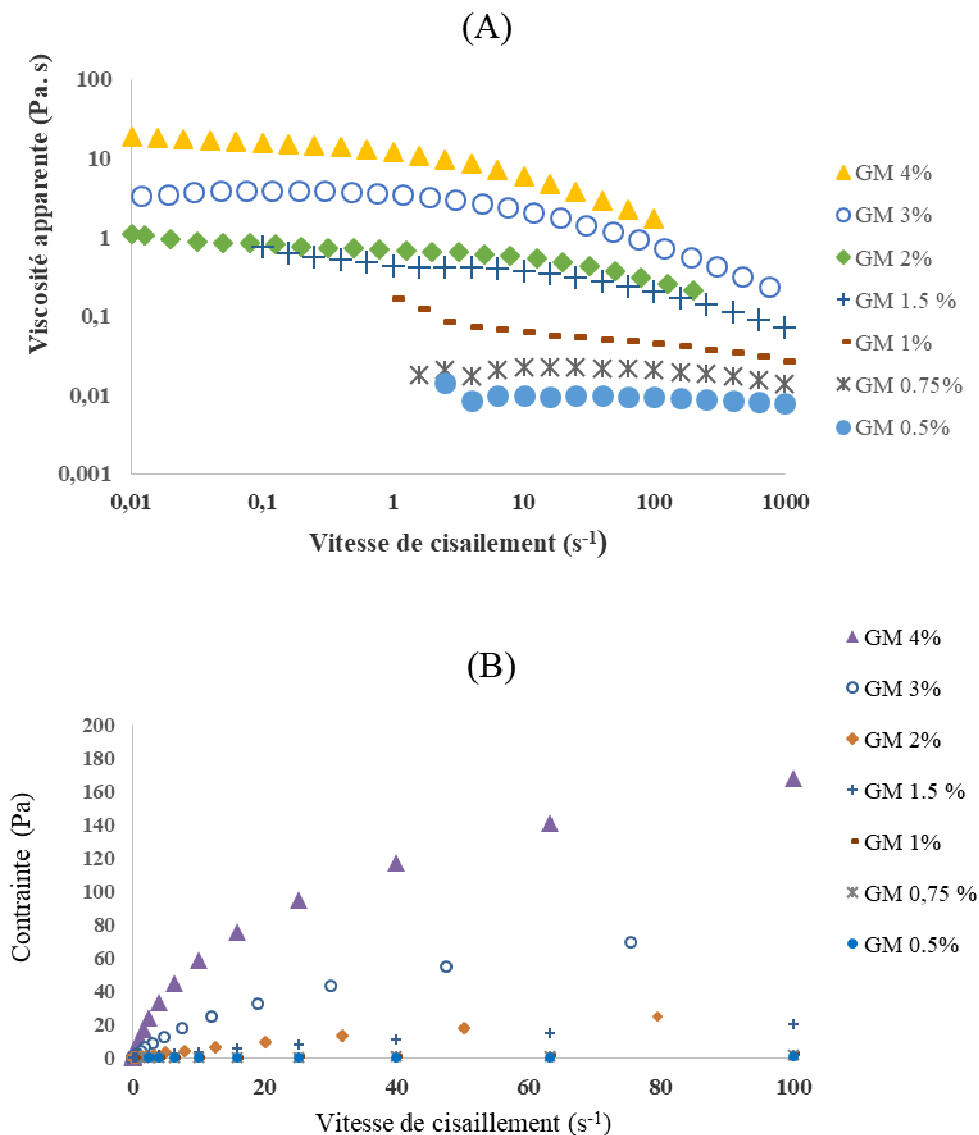 (A)
Viscosité apparente (Pa. s)
100
10
1
0,1
0,01
0,001
0,01
0,1
1
10
100
1000
Vitesse de cisailement (s-1)
GM 4%
GM 3%
GM 2%
GM 1.5 %
GM 1%
GM 0.75%
GM 0.5%
(B)
Contrainte (Pa)
200
180
160
140
120
100
80
60
40
20
0
0
20
40
60
80
100
Vitesse de cisaillement (s-1)
GM 4%
GM 3%
GM 2%
GM 1.5 %
GM 1%
GM 0,75 %
GM 0.5%